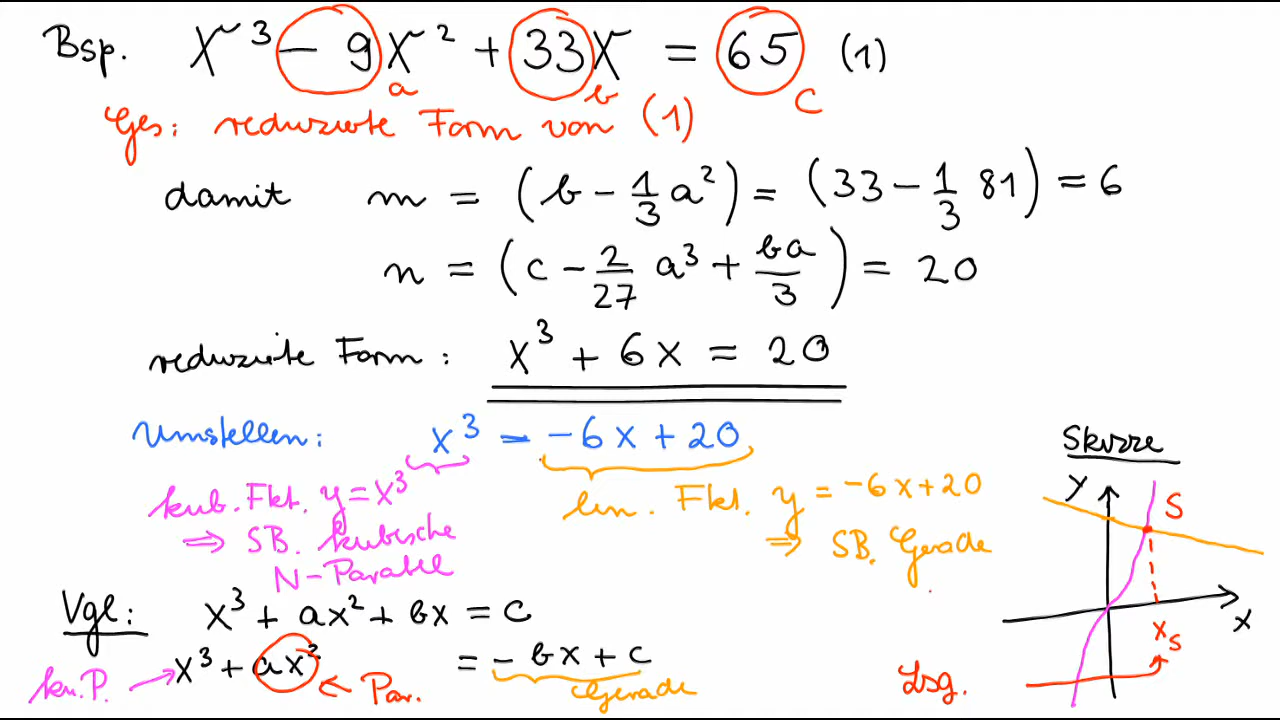 Bsp. x³ - 9x² + 33x = 65 (1)
a b c
Ges: reduzierte Form von (1)
damit m = (b - 1/3 a²) = (33 - 1/3 81) = 6
n = (c - 2/27 a³ + ba/3) = 20
reduzierte Form: x³ + 6x = 20
Umstellen: x³ = -6x + 20
kub. Fkt. y = x³
⇒ SB. kubische
N-Parabel
lin. Fkt. y = -6x + 20
⇒ SB. Gerade
Skizze
y
S
x
x_S
Lsg.
Vgl: x³ + ax² + bx = c
x³ + ax² = -bx + c
ku. P. → ← Par. Gerade